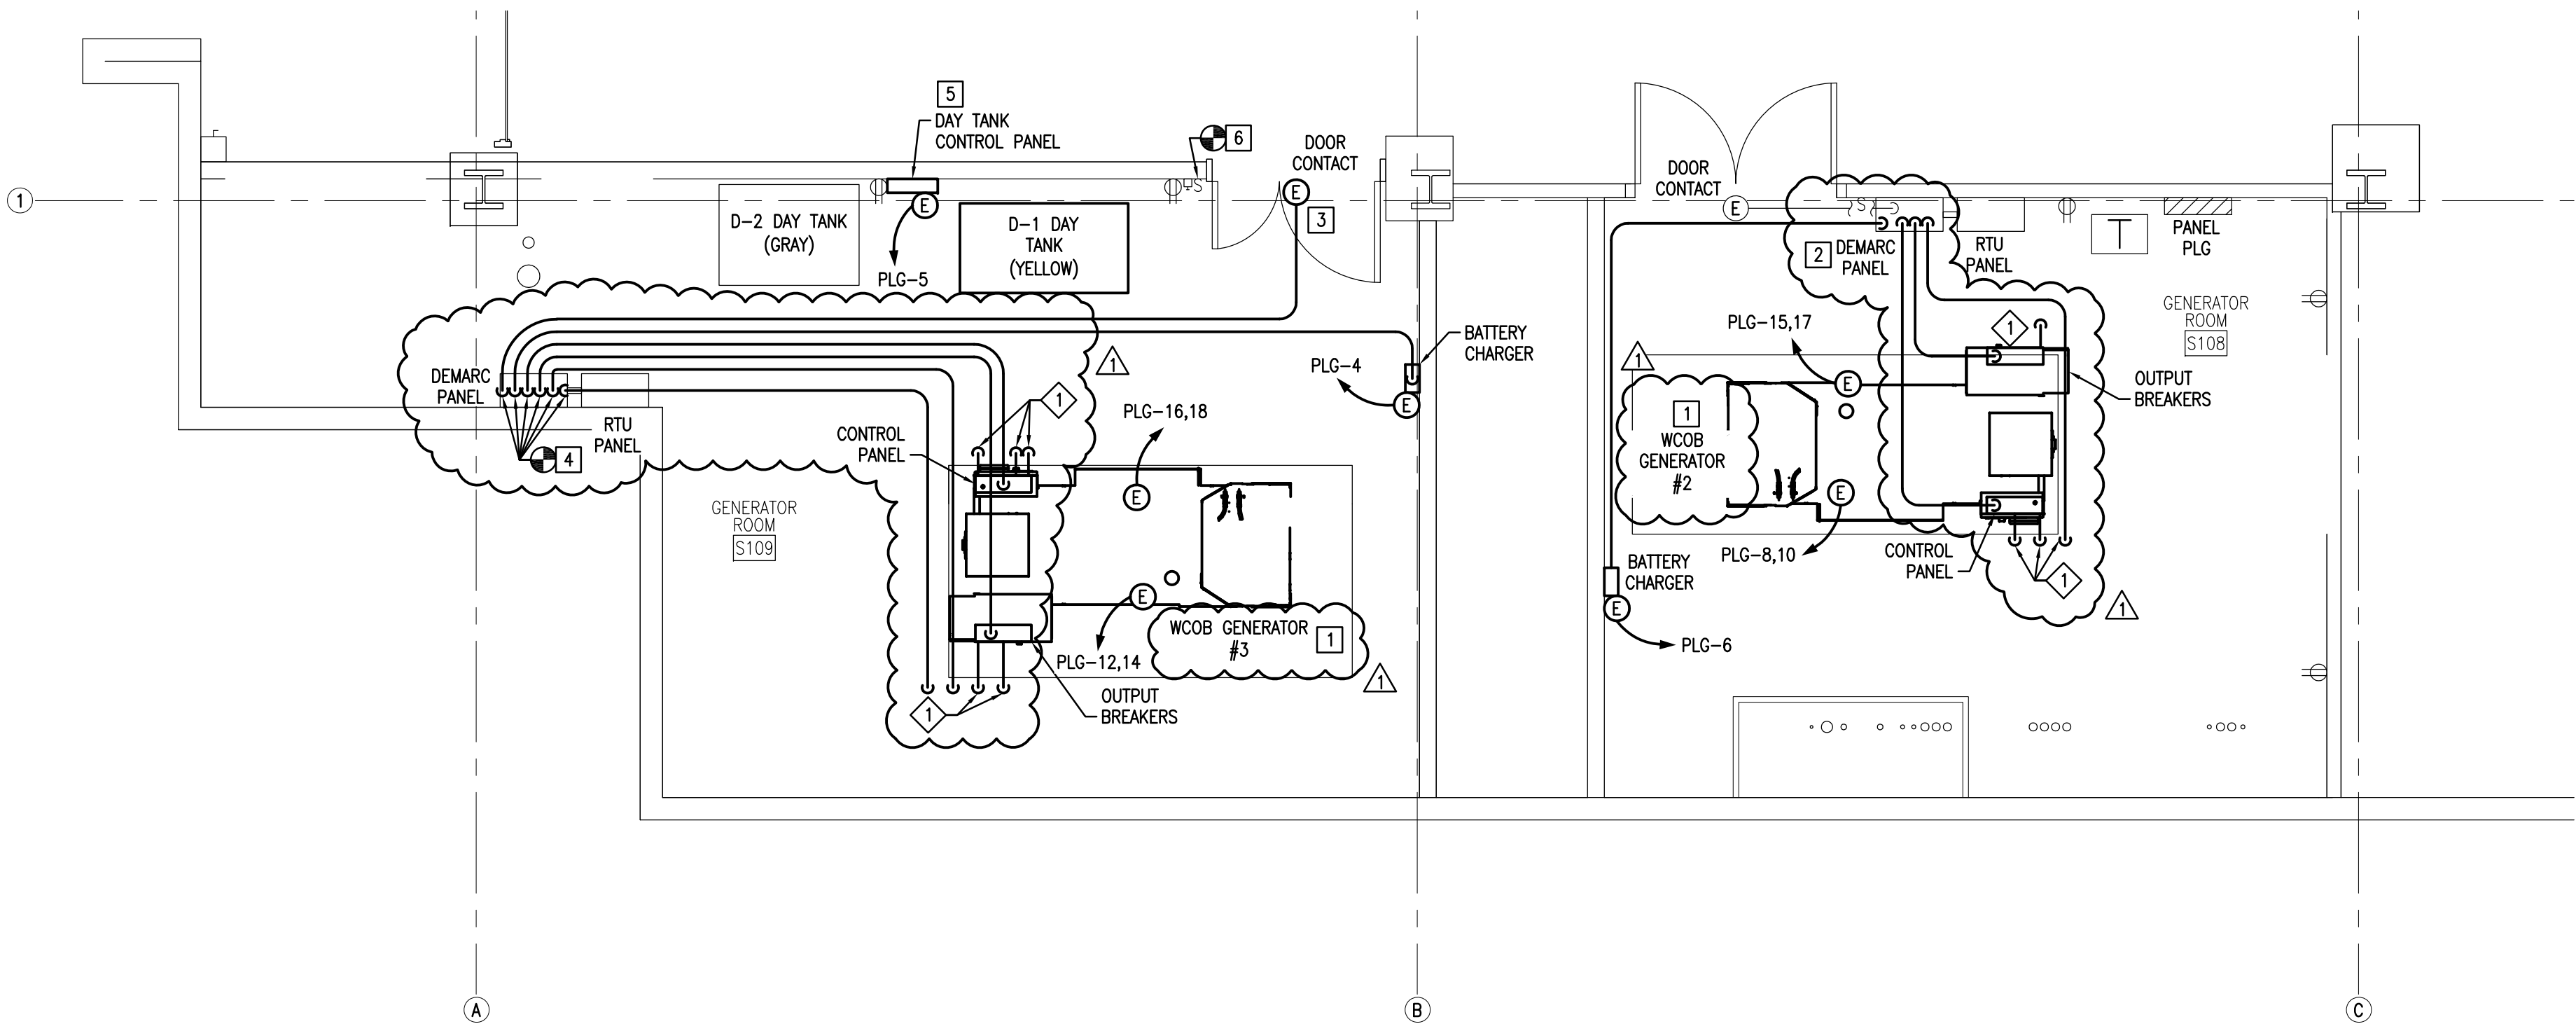 5
DAY TANK
CONTROL PANEL
6
DOOR
CONTACT
E
3
1
D-2 DAY TANK
(GRAY)
E
PLG-5
D-1 DAY
TANK
(YELLOW)
S
DOOR
CONTACT
E
S
2
DEMARC
PANEL
RTU
PANEL
T
PANEL
PLG
GENERATOR
ROOM
S108
DEMARC
PANEL
RTU
PANEL
4
1
CONTROL
PANEL
1
PLG-16,18
E
PLG-4
E
BATTERY
CHARGER
GENERATOR
ROOM
S109
E
PLG-12,14
WCOB GENERATOR
#3
1
1
OUTPUT
BREAKERS
1
PLG-15,17
E
1
OUTPUT
BREAKERS
1
1
WCOB
GENERATOR
#2
E
PLG-8,10
CONTROL
PANEL
1
1
BATTERY
CHARGER
E
PLG-6
A
B
C